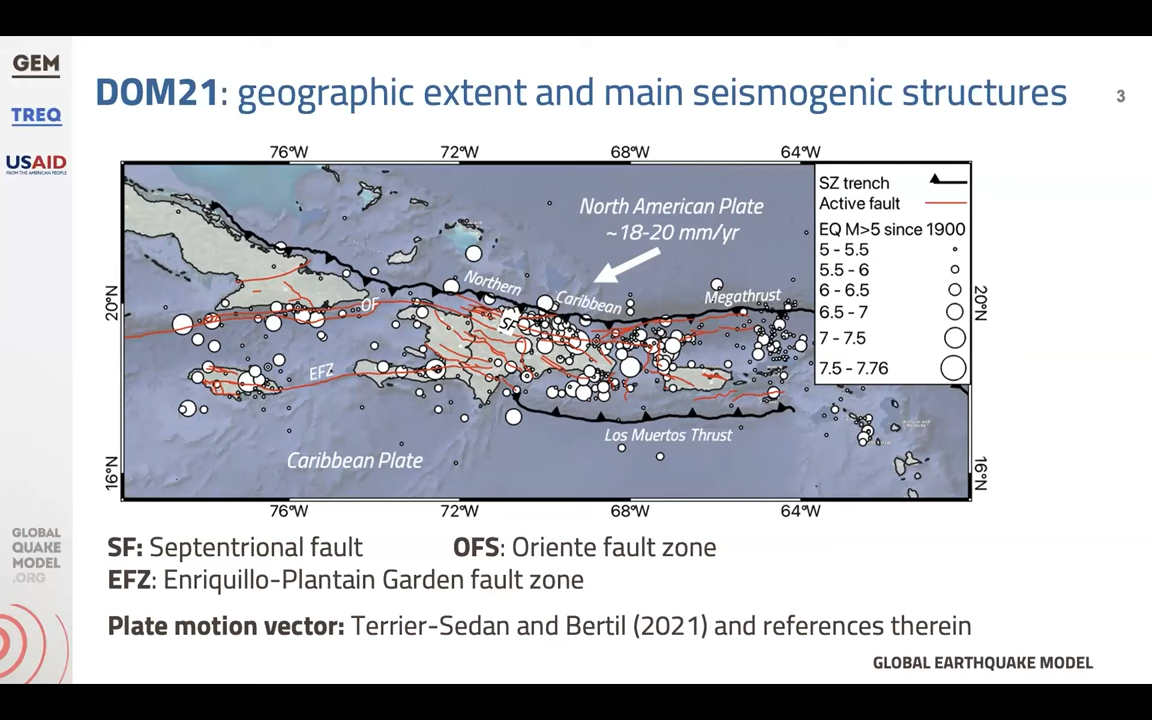 GEM
TREQ
USAID
FROM THE AMERICAN PEOPLE
DOM21: geographic extent and main seismogenic structures
3
76°W 72°W 68°W 64°W
SZ trench
Active fault
EQ M>5 since 1900
5 - 5.5
5.5 - 6
6 - 6.5
6.5 - 7
7 - 7.5
7.5 - 7.76
North American Plate
~18-20 mm/yr
Northern Caribbean Megathrust
20°N
20°N
OF
SF
EFZ
Los Muertos Thrust
Caribbean Plate
16°N
16°N
76°W 72°W 68°W 64°W
SF: Septentrional fault OFS: Oriente fault zone
EFZ: Enriquillo-Plantain Garden fault zone
Plate motion vector: Terrier-Sedan and Bertil (2021) and references therein
GLOBAL
QUAKE
MODEL
.ORG
GLOBAL EARTHQUAKE MODEL